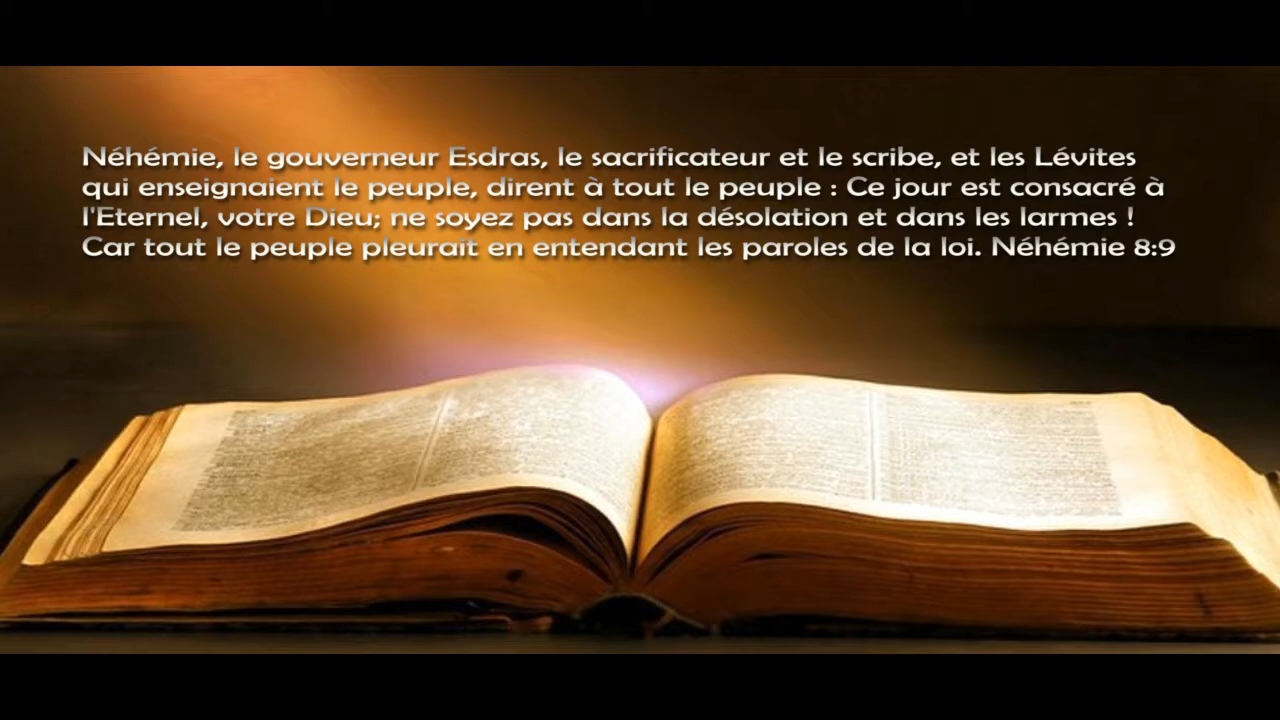 Néhémie, le gouverneur Esdras, le sacrificateur et le scribe, et les Lévites
qui enseignaient le peuple, dirent à tout le peuple : Ce jour est consacré à
l'Eternel, votre Dieu; ne soyez pas dans la désolation et dans les larmes !
Car tout le peuple pleurait en entendant les paroles de la loi. Néhémie 8:9